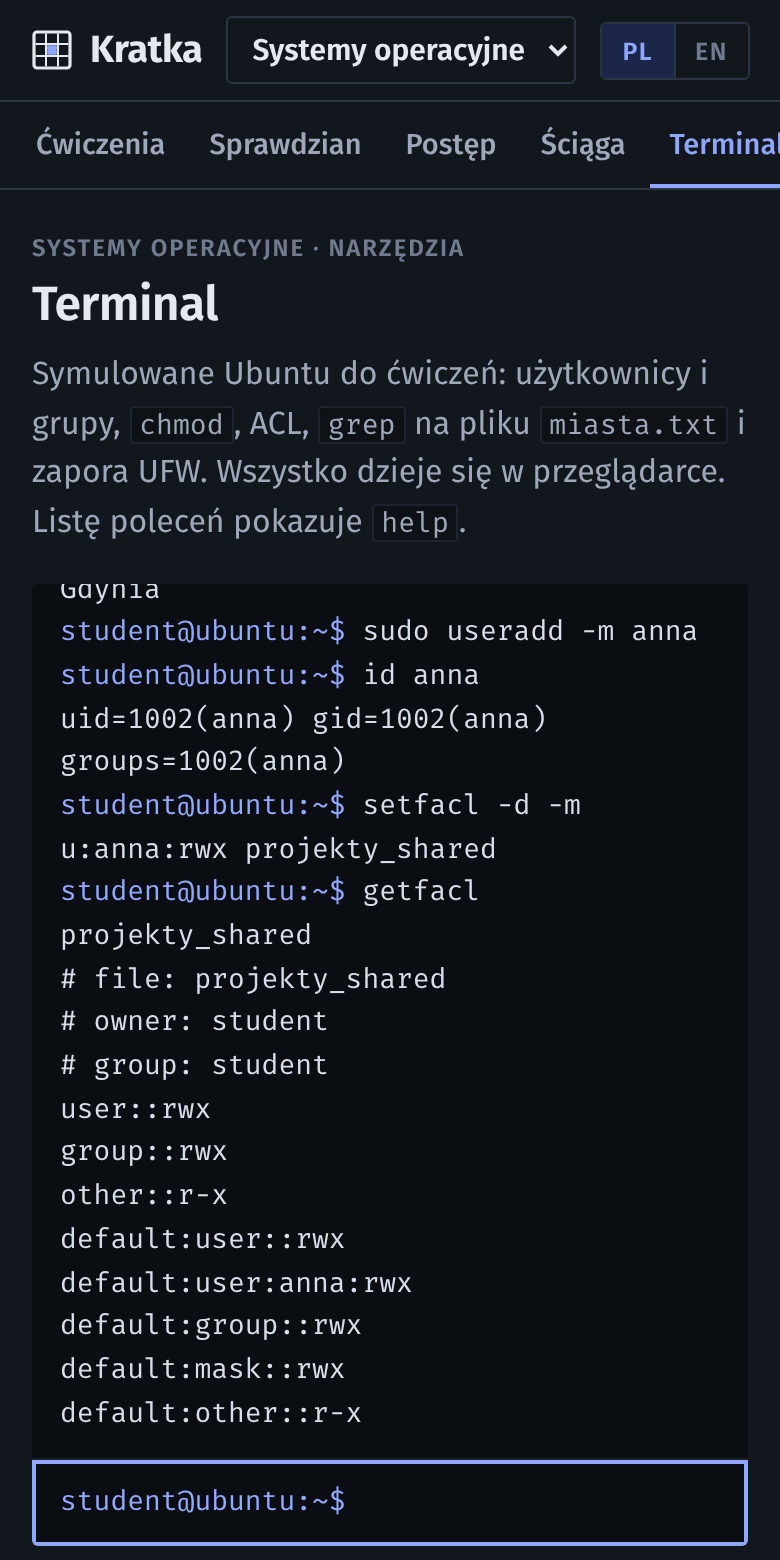 Kratka
Systemy operacyjne
PL
EN
Ćwiczenia
Sprawdzian
Postęp
Ściąga
Terminal
SYSTEMY OPERACYJNE · NARZĘDZIA
Terminal
Symulowane Ubuntu do ćwiczeń: użytkownicy i
grupy, chmod, ACL, grep na pliku miasta.txt i
zapora UFW. Wszystko dzieje się w przeglądarce.
Listę poleceń pokazuje help.
Gdynia
student@ubuntu:~$ sudo useradd -m anna
student@ubuntu:~$ id anna
uid=1002(anna) gid=1002(anna)
groups=1002(anna)
student@ubuntu:~$ setfacl -d -m
u:anna:rwx projekty_shared
student@ubuntu:~$ getfacl
projekty_shared
# file: projekty_shared
# owner: student
# group: student
user::rwx
group::rwx
other::r-x
default:user::rwx
default:user:anna:rwx
default:group::rwx
default:mask::rwx
default:other::r-x
student@ubuntu:~$